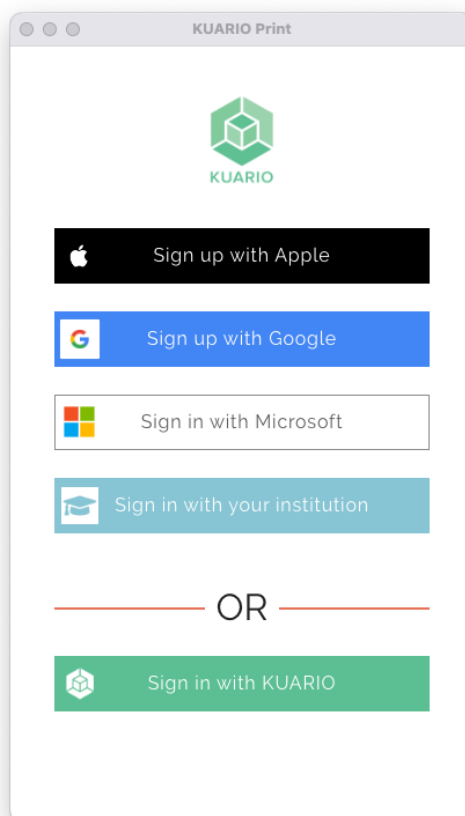 KUARIO Print
KUARIO
Sign up with Apple
Sign up with Google
Sign in with Microsoft
Sign in with your institution
OR
Sign in with KUARIO